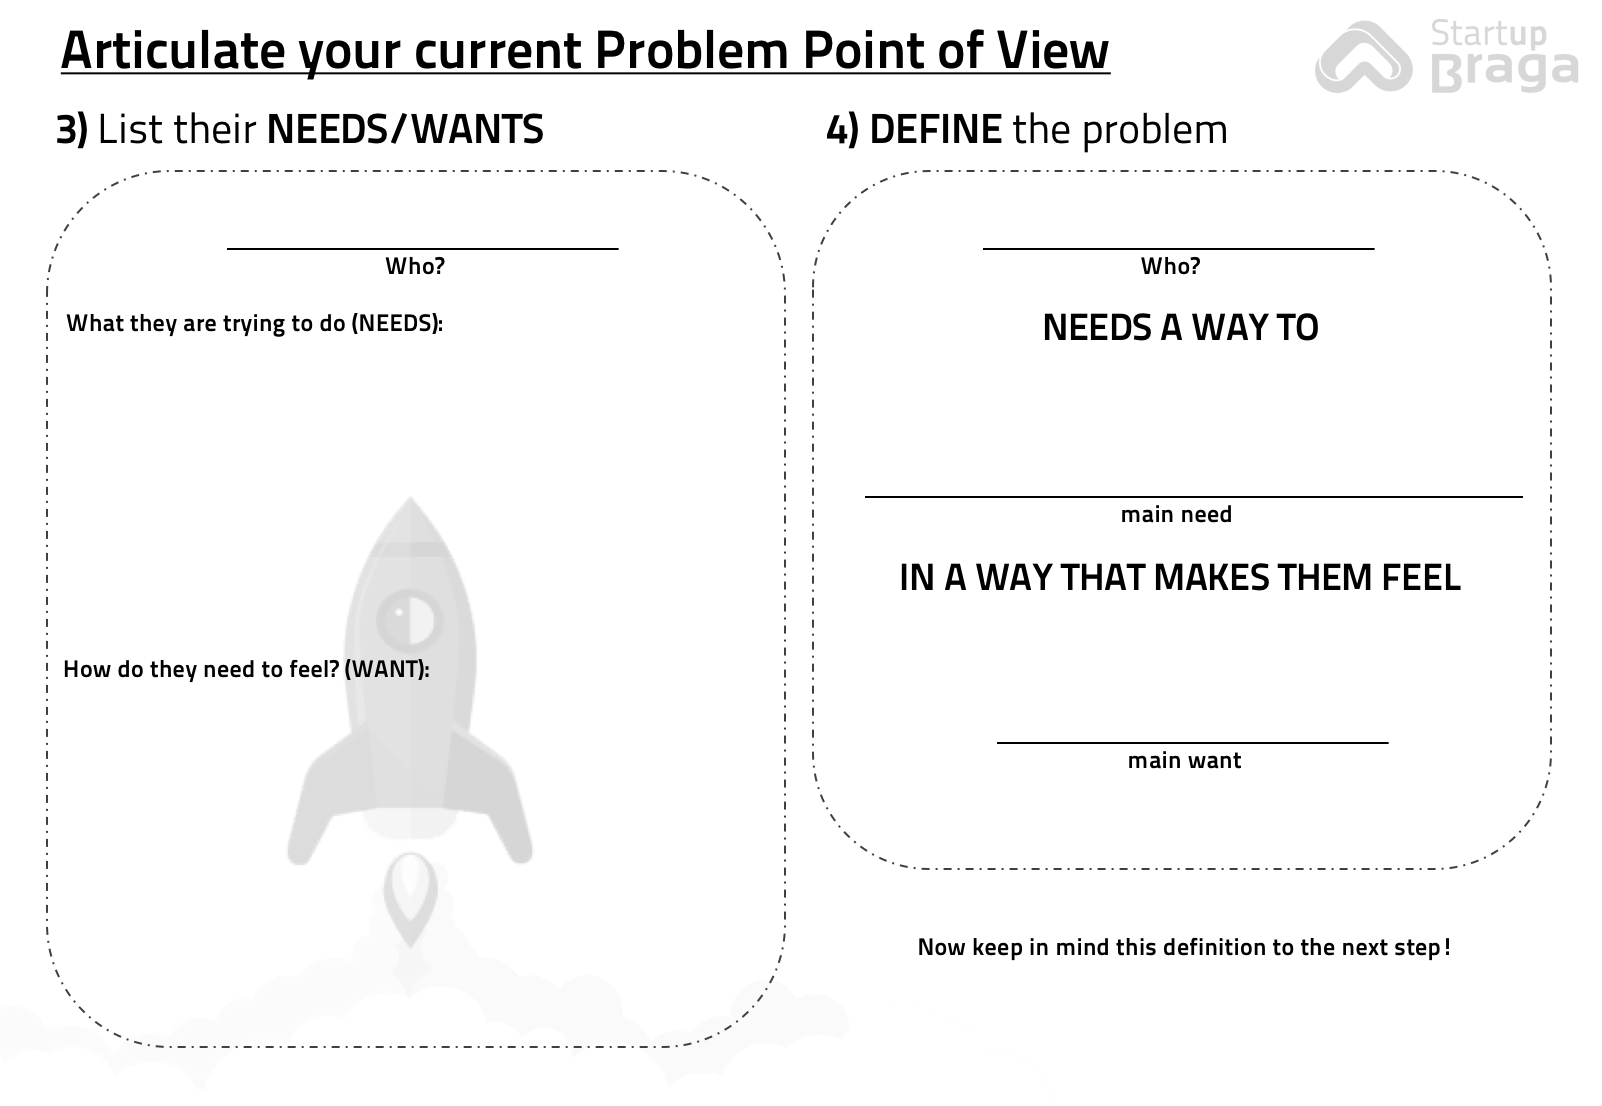 Articulate your current Problem Point of View
Startup
Braga
3) List their NEEDS/WANTS
Who?
What they are trying to do (NEEDS):
How do they need to feel? (WANT):
4) DEFINE the problem
Who?
NEEDS A WAY TO
main need
IN A WAY THAT MAKES THEM FEEL
main want
Now keep in mind this definition to the next step!